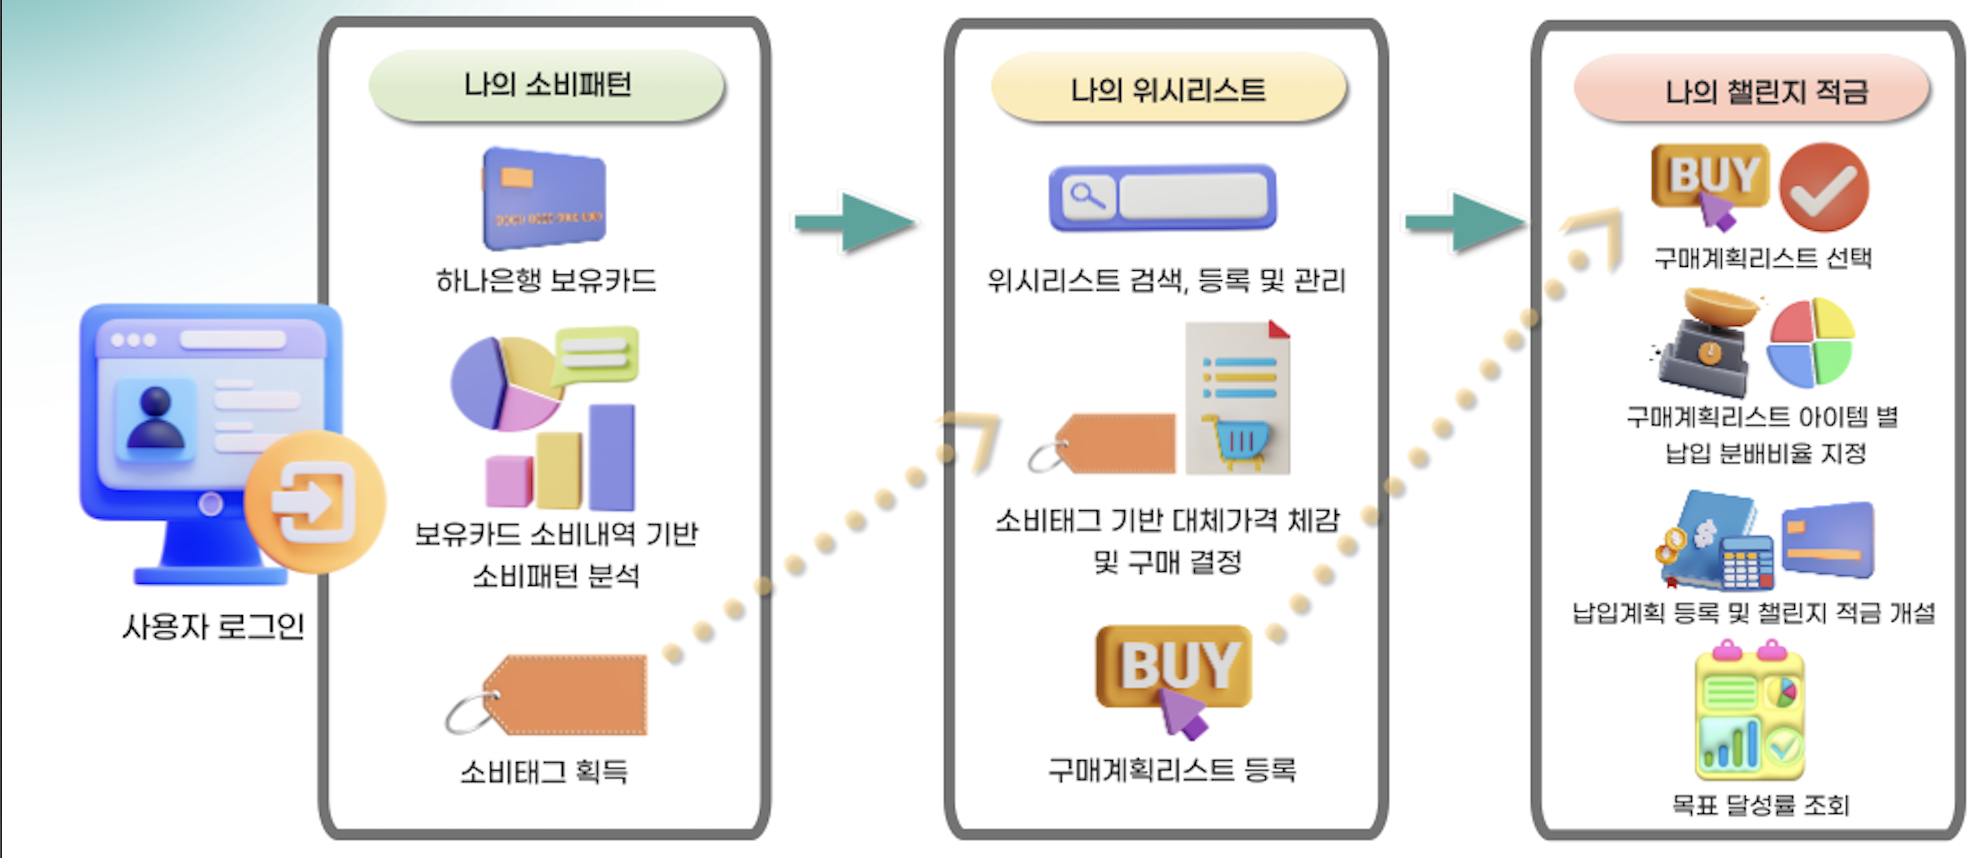 사용자 로그인
나의 소비패턴
하나은행 보유카드
보유카드 소비내역 기반
소비패턴 분석
소비태그 획득
나의 위시리스트
위시리스트 검색, 등록 및 관리
소비태그 기반 대체가격 체감
및 구매 결정
BUY
구매계획리스트 등록
나의 챌린지 적금
BUY
구매계획리스트 선택
구매계획리스트 아이템 별
납입 분배비율 지정
납입계획 등록 및 챌린지 적금 개설
목표 달성률 조회